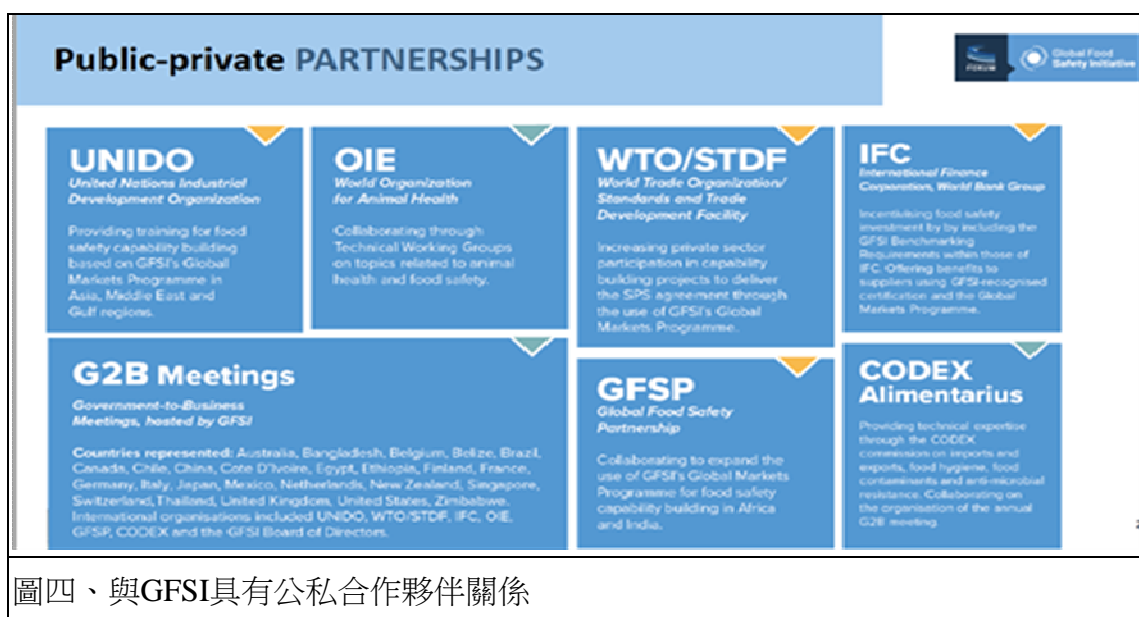 Public-private PARTNERSHIPS
FORUM
Global Food
Safety Initiative
UNIDO
United Nations Industrial
Development Organization
Providing training for food
safety capability building
based on GFSI's Global
Markets Programme in
Asia, Middle East and
Gulf regions.
OIE
World Organization
for Animal Health
Collaborating through
Technical Working Groups
on topics related to animal
health and food safety.
WTO/STDF
World Trade Organization/
Standards and Trade
Development Facility
Increasing private sector
participation in capability
building projects to deliver
the SPS agreement through
the use of GFSI's Global
Markets Programme.
IFC
International Finance
Corporation, World Bank Group
Incentivising food safety
investment by by including the
GFSI Benchmarking
Requirements within those of
IFC. Offering benefits to
suppliers using GFSI-recognised
certification and the Global
Markets Programme.
G2B Meetings
Government-to-Business
Meetings, hosted by GFSI
Countries represented: Australia, Bangladesh, Belgium, Belize, Brazil,
Canada, Chile, China, Cote D'Ivoire, Egypt, Ethiopia, Finland, France,
Germany, Italy, Japan, Mexico, Netherlands, New Zealand, Singapore,
Switzerland, Thailand, United Kingdom, United States, Zimbabwe.
International organisations included UNIDO, WTO/STDF, IFC, OIE,
GFSP, CODEX and the GFSI Board of Directors.
GFSP
Global Food Safety
Partnership
Collaborating to expand the
use of GFSI's Global Markets
Programme for food safety
capability building in Africa
and India.
CODEX
Alimentarius
Providing technical expertise
through the CODEX
commission on imports and
exports, food hygiene, food
contaminants and anti-microbial
resistance. Collaborating on
the organisation of the annual
G2B meeting
圖四、與GFSI具有公私合作夥伴關係